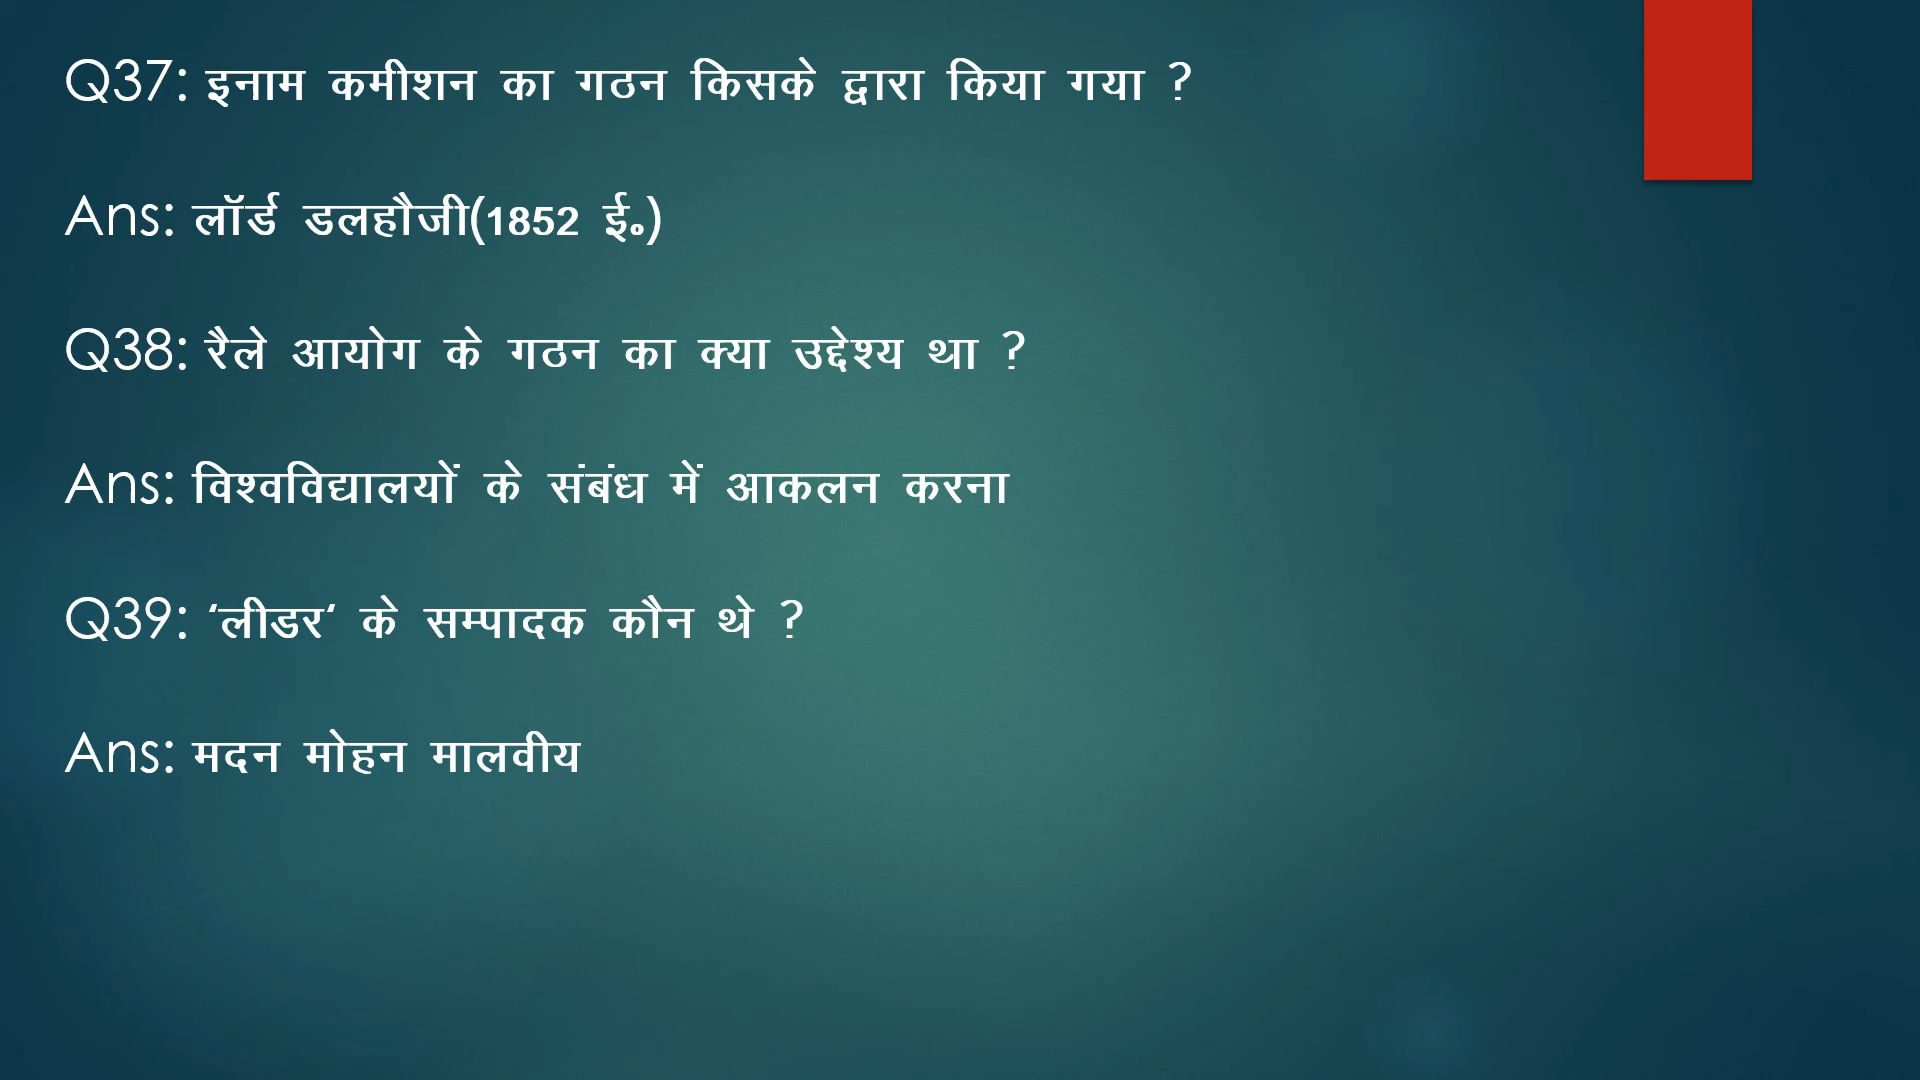 Q37: इनाम कमीशन का गठन किसके द्वारा किया गया ?
Ans: लॉर्ड डलहौजी(1852 ई॰)
Q38: रैले आयोग के गठन का क्या उद्देश्य था ?
Ans: विश्वविद्यालयों के संबंध में आकलन करना
Q39: ‘लीडर‘ के सम्पादक कौन थे ?
Ans: मदन मोहन मालवीय